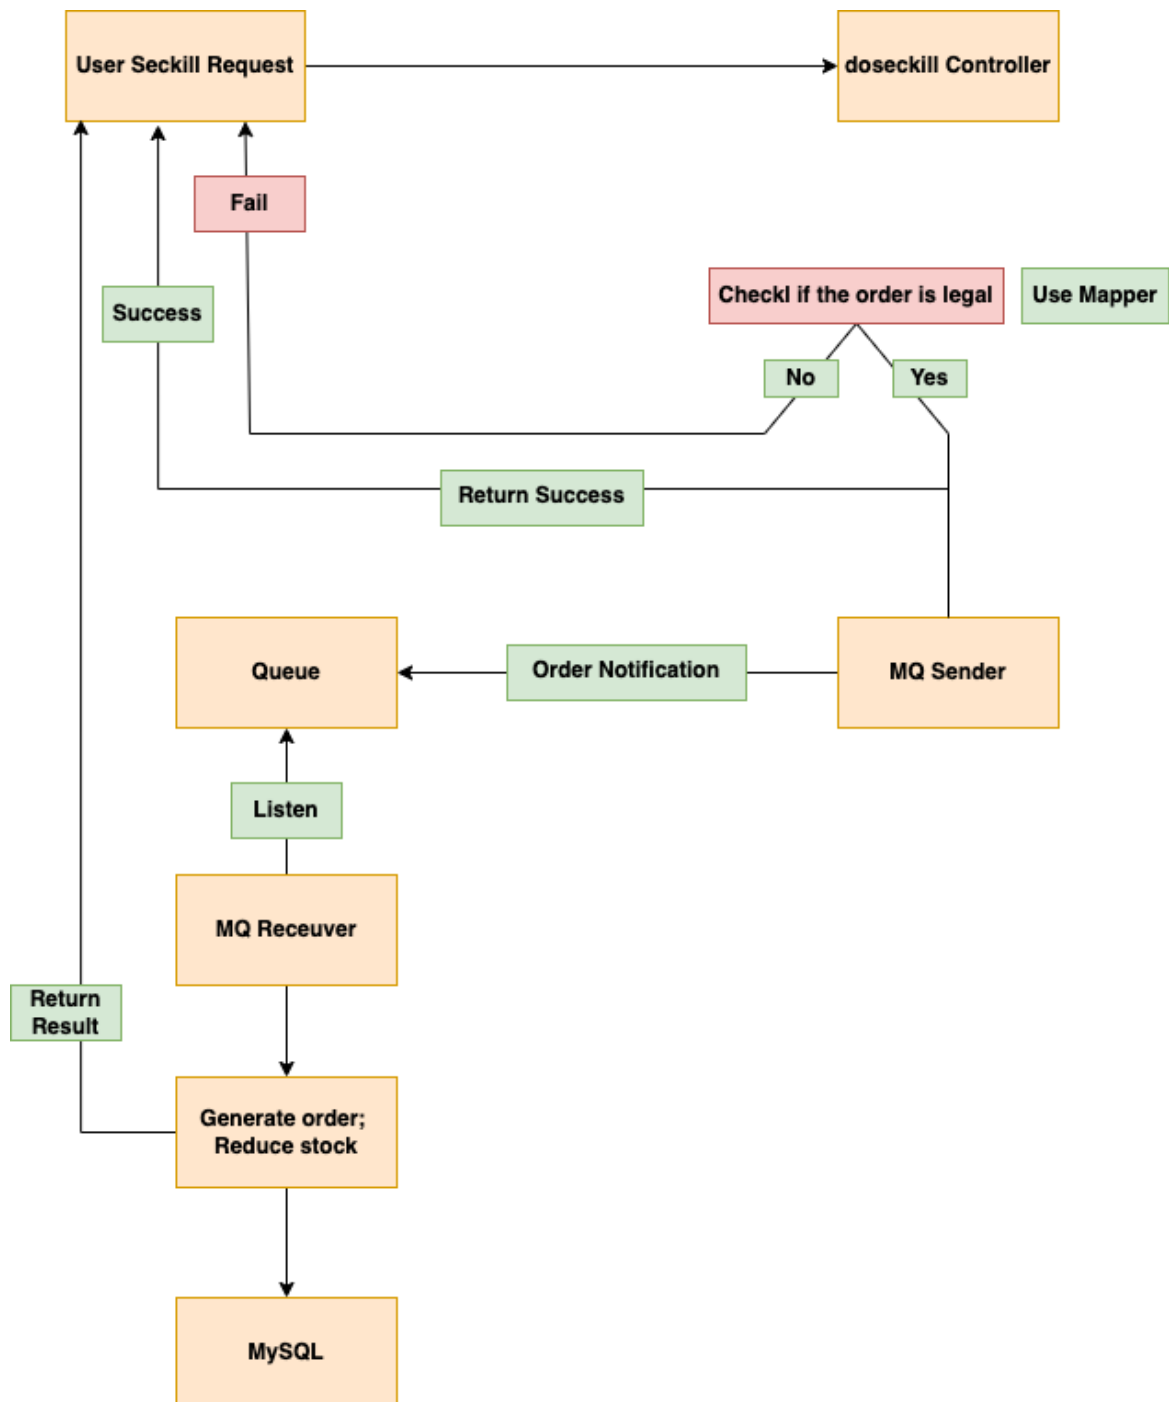 User Seckill Request
doseckill Controller
Fail
Checkl if the order is legal
Use Mapper
Success
No
Yes
Return Success
Queue
Order Notification
MQ Sender
Listen
MQ Receuver
Return
Result
Generate order;
Reduce stock
MySQL